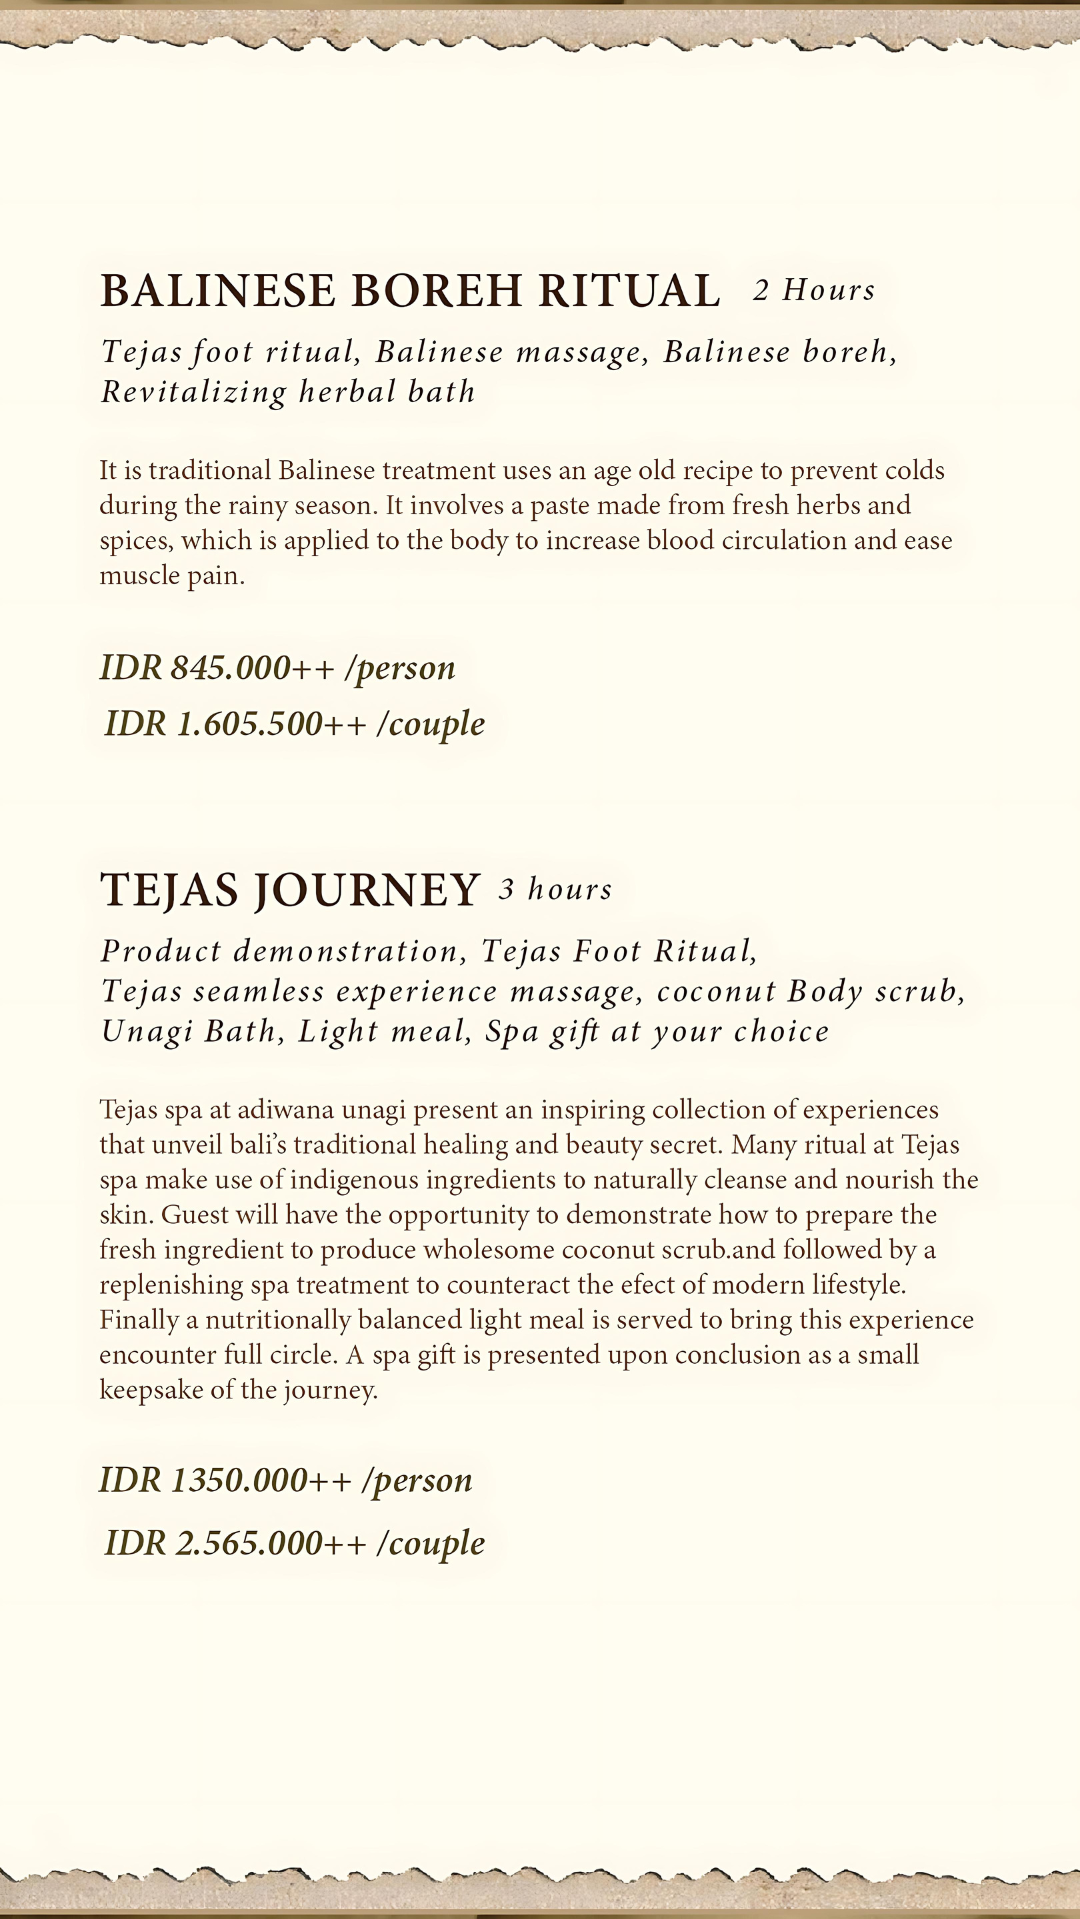 BALINESE BOREH RITUAL 2 Hours
Tejas foot ritual, Balinese massage, Balinese boreh,
Revitalizing herbal bath
It is traditional Balinese treatment uses an age old recipe to prevent colds
during the rainy season. It involves a paste made from fresh herbs and
spices, which is applied to the body to increase blood circulation and ease
muscle pain.
IDR 845.000++ /person
IDR 1.605.500++ /couple
TEJAS JOURNEY 3 hours
Product demonstration, Tejas Foot Ritual,
Tejas seamless experience massage, coconut Body scrub,
Unagi Bath, Light meal, Spa gift at your choice
Tejas spa at adiwana unagi present an inspiring collection of experiences
that unveil bali’s traditional healing and beauty secret. Many ritual at Tejas
spa make use of indigenous ingredients to naturally cleanse and nourish the
skin. Guest will have the opportunity to demonstrate how to prepare the
fresh ingredient to produce wholesome coconut scrub.and followed by a
replenishing spa treatment to counteract the efect of modern lifestyle.
Finally a nutritionally balanced light meal is served to bring this experience
encounter full circle. A spa gift is presented upon conclusion as a small
keepsake of the journey.
IDR 1350.000++ /person
IDR 2.565.000++ /couple